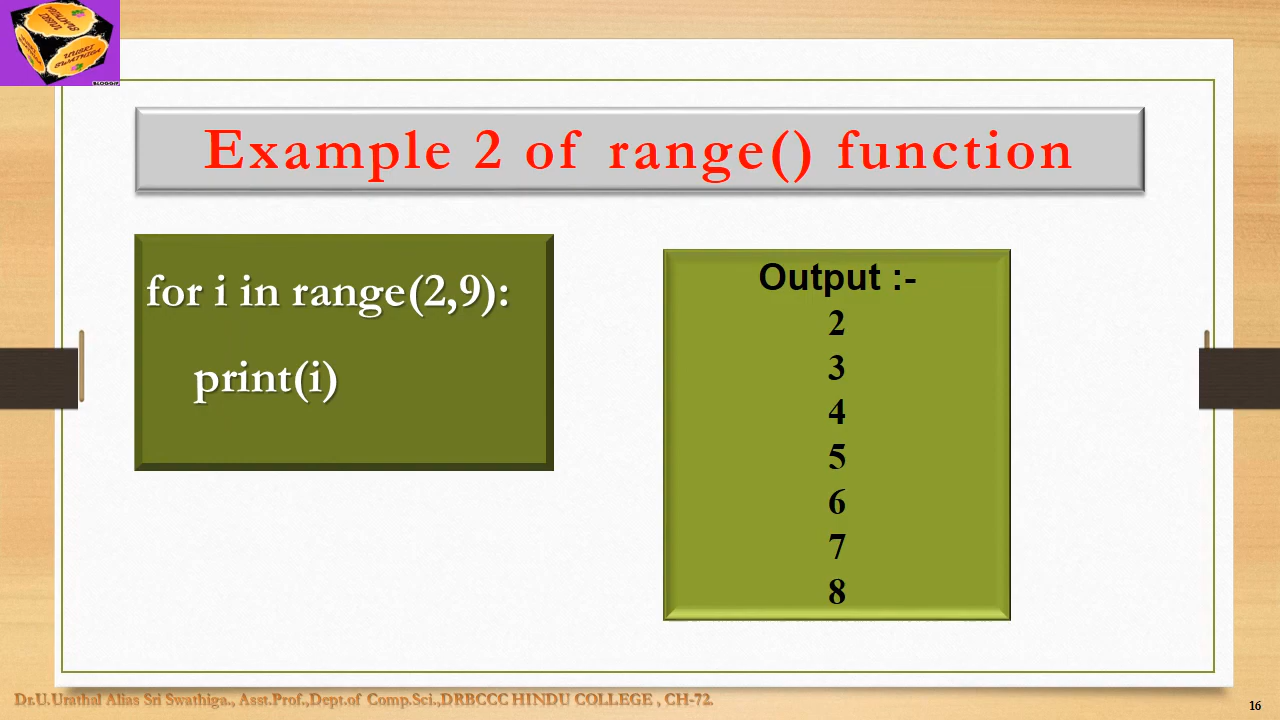 Example 2 of range() function
for i in range(2,9):
print(i)
Output :-
2
3
4
5
6
7
8
Dr.U.Urathal Alias Sri Swathiga., Asst.Prof.,Dept.of Comp.Sci.,DRBCCC HINDU COLLEGE , CH-72.
16